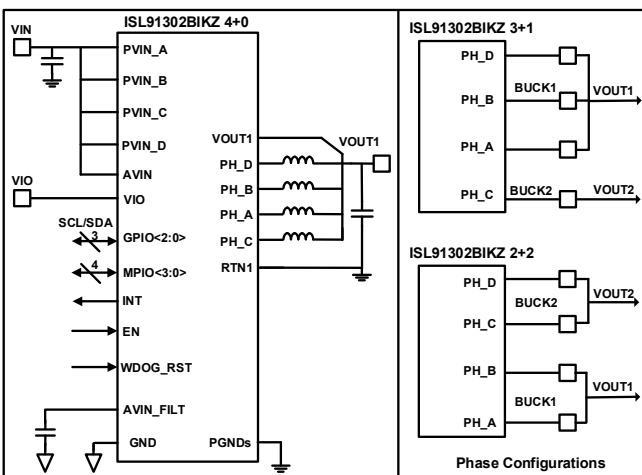 ISL91302BIKZ 4+0
VIN
PVIN_A
PVIN_B
PVIN_C
PVIN_D
AVIN
VIO
VIO
SCL/SDA
3
GPIO<2:0>
4
MPIO<3:0>
INT
EN
WDOG_RST
AVIN_FILT
GND
VOUT1
VOUT1
PH_D
PH_B
PH_A
PH_C
RTN1
PGNDs
ISL91302BIKZ 3+1
PH_D
PH_B
BUCK1
VOUT1
PH_A
PH_C
BUCK2
VOUT2
ISL91302BIKZ 2+2
PH_D
BUCK2
VOUT2
PH_C
PH_B
BUCK1
VOUT1
PH_A
Phase Configurations